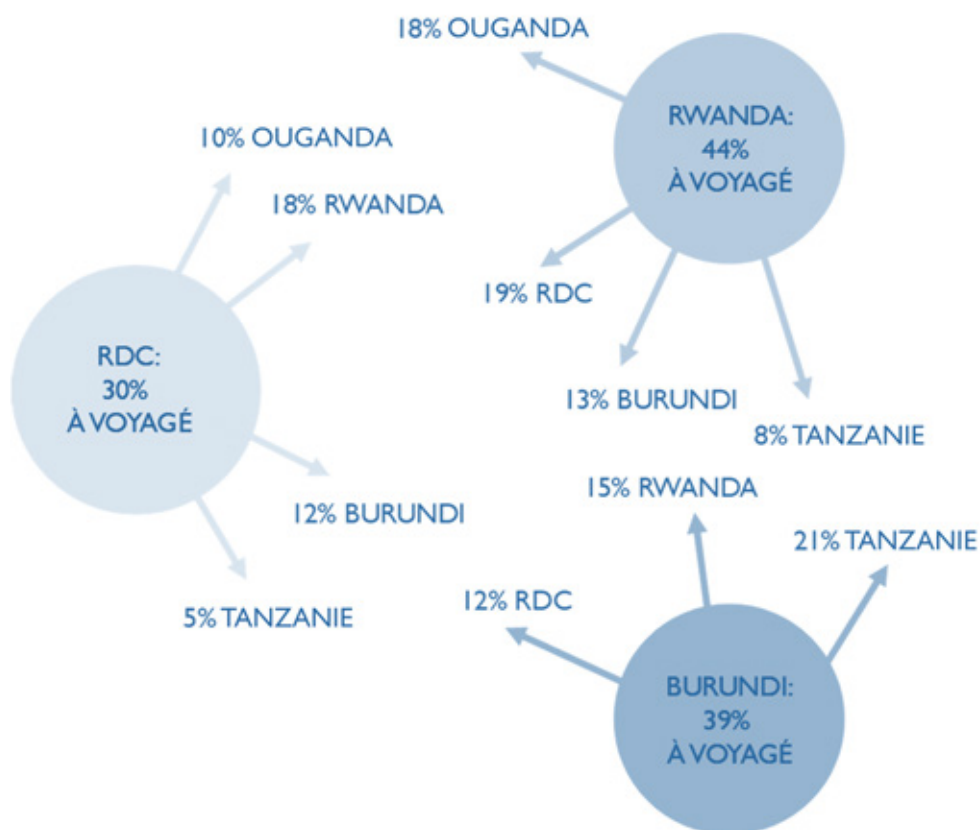 18% OUGANDA
RWANDA:
44%
À VOYAGÉ
10% OUGANDA
18% RWANDA
19% RDC
RDC:
30%
À VOYAGÉ
13% BURUNDI
8% TANZANIE
12% BURUNDI
15% RWANDA
21% TANZANIE
5% TANZANIE
12% RDC
BURUNDI:
39%
À VOYAGÉ